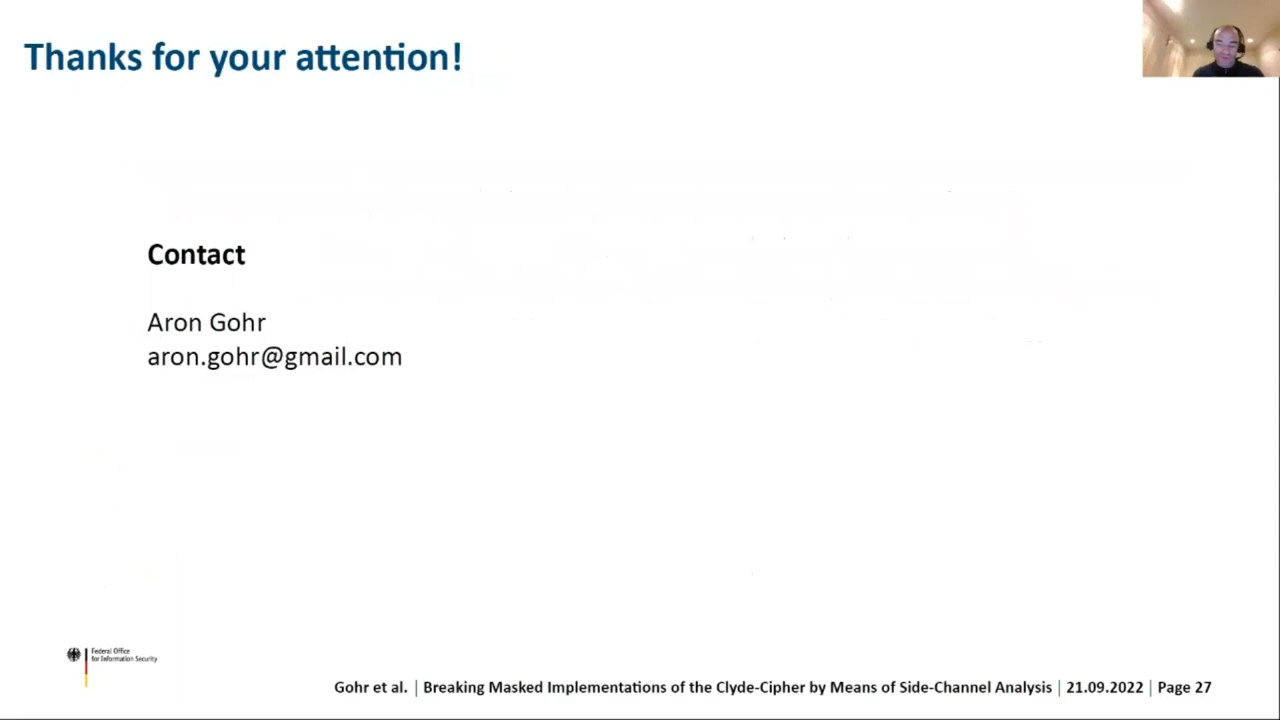 Thanks for your attention!
Contact
Aron Gohr
aron.gohr@gmail.com
Federal Office
for Information Security
Gohr et al. | Breaking Masked Implementations of the Clyde-Cipher by Means of Side-Channel Analysis | 21.09.2022 | Page 27